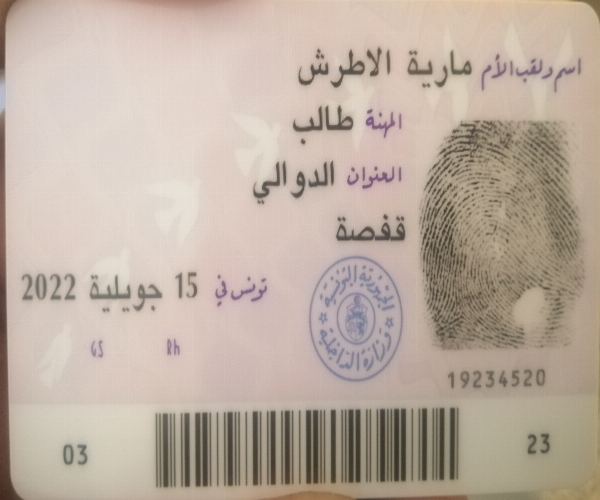 اسم ولقب الأم مارية الاطرش
المهنة طالب
العنوان الدوالي
قفصة
تونس في 15 جويلية 2022
GS Rh
الجمهورية التونسية
وزارة الداخلية
19234520
03 23